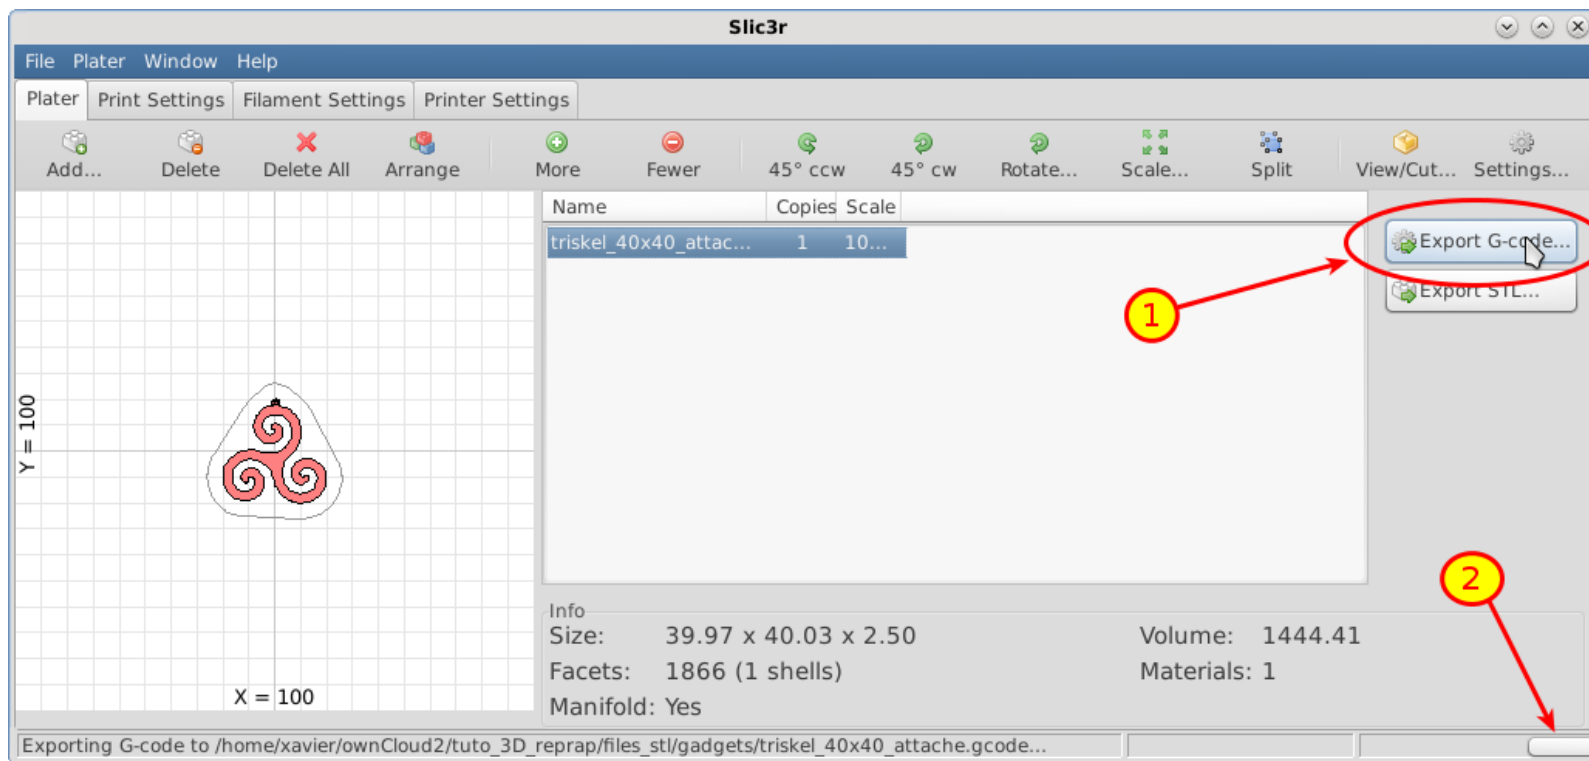 Slic3r
File Plater Window Help
Plater Print Settings Filament Settings Printer Settings
Add... Delete Delete All Arrange More Fewer 45° ccw 45° cw Rotate... Scale... Split View/Cut... Settings...
Name Copies Scale
triskel_40x40_attac... 1 10...
Export G-code...
Export STL...
1
Y = 100
X = 100
2
Info
Size: 39.97 x 40.03 x 2.50 Volume: 1444.41
Facets: 1866 (1 shells) Materials: 1
Manifold: Yes
Exporting G-code to /home/xavier/ownCloud2/tuto_3D_reprap/files_stl/gadgets/triskel_40x40_attache.gcode...